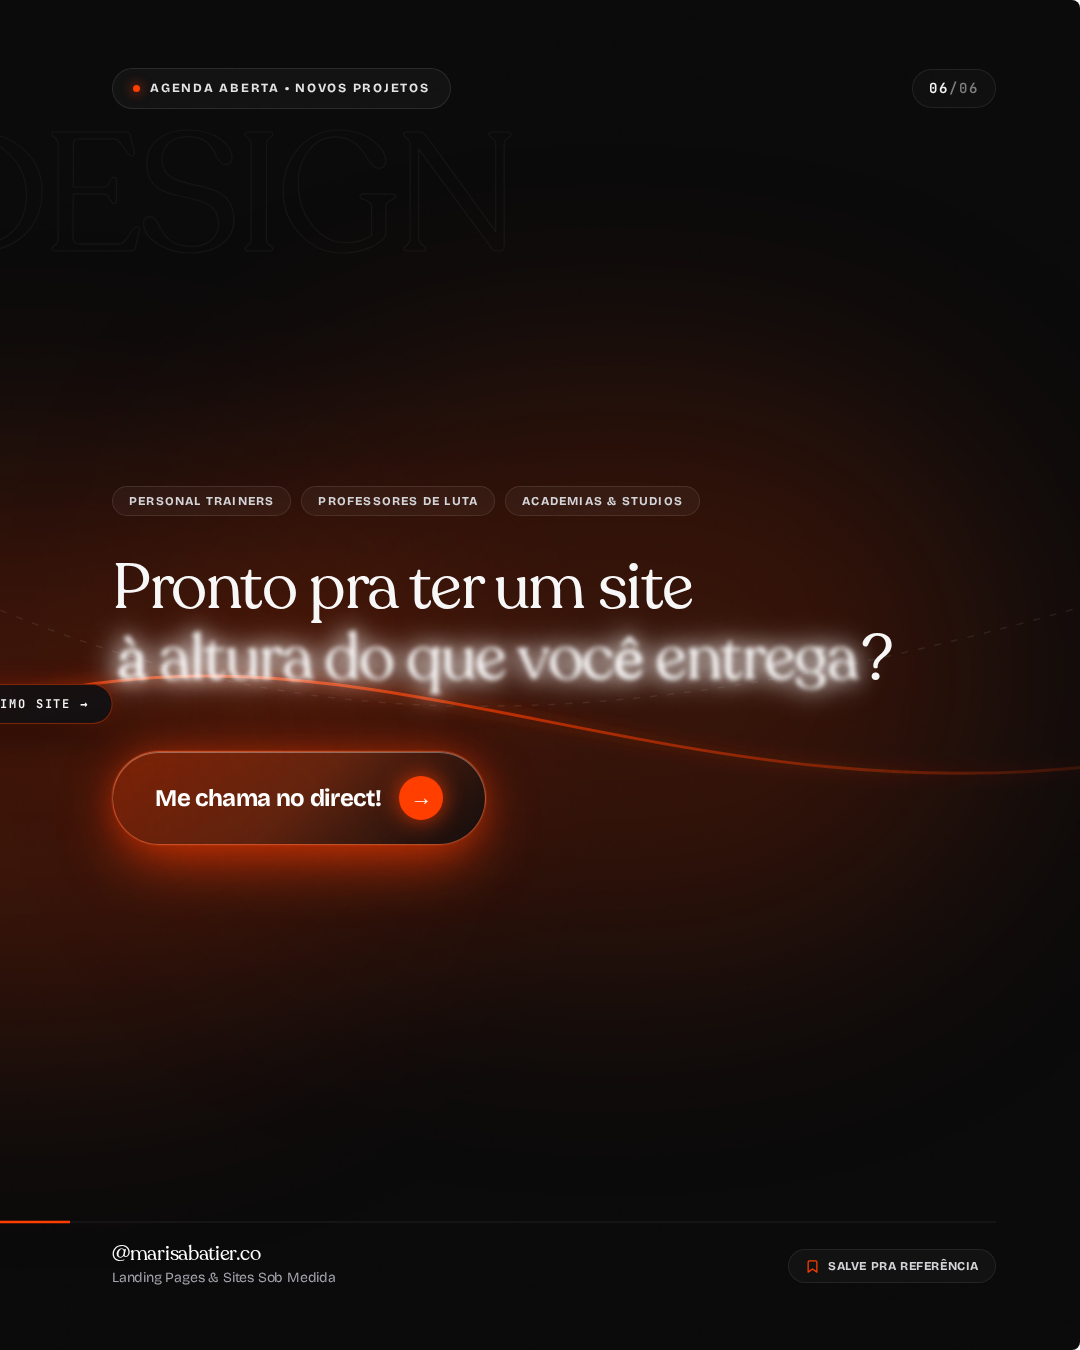 AGENDA ABERTA • NOVOS PROJETOS
06/06
DESIGN
PERSONAL TRAINERS
PROFESSORES DE LUTA
ACADEMIAS & STUDIOS
Pronto pra ter um site
à altura do que você entrega?
IMO SITE →
Me chama no direct! →
@marisabatier.co
Landing Pages & Sites Sob Medida
SALVE PRA REFERÊNCIA